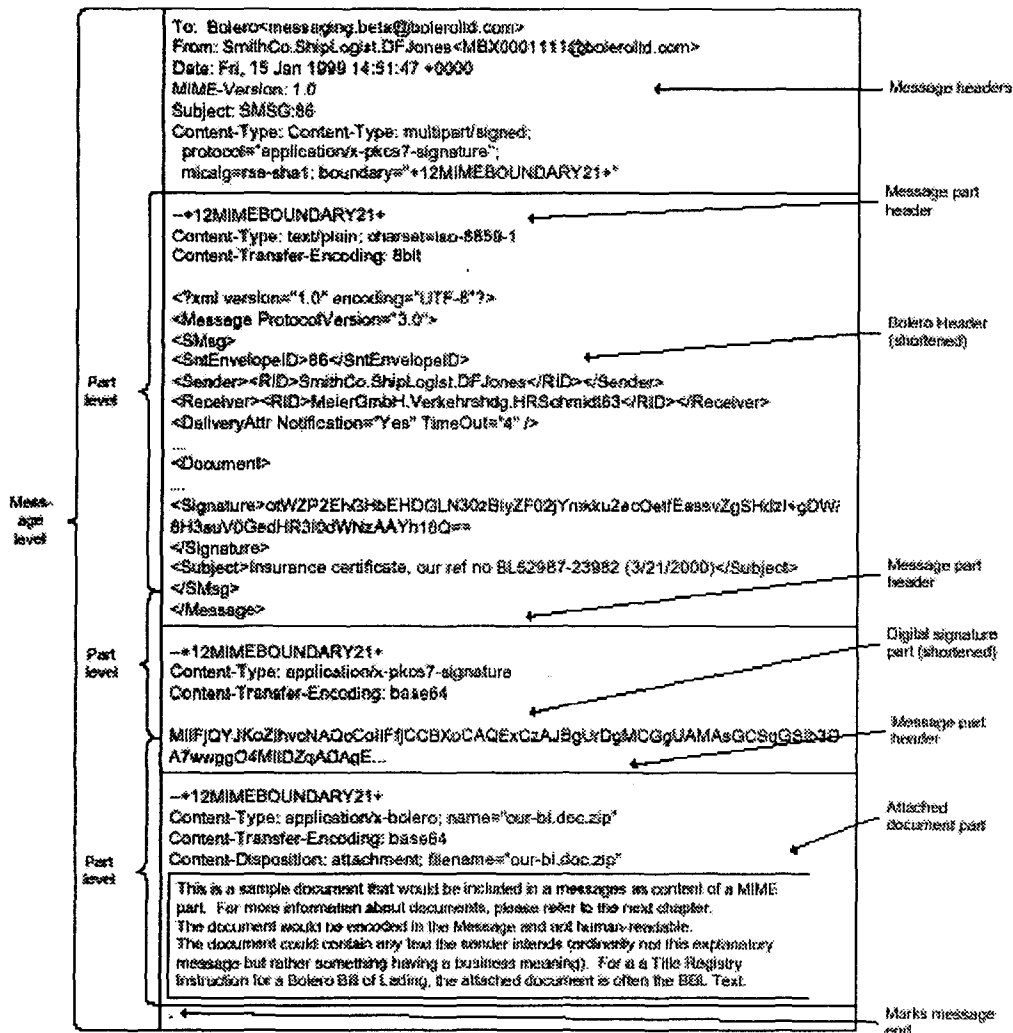 To: Bolero<messaging.beta@boleroltd.com>
From: SmithCo.ShipLogist.DFJones<MBX0001111@boleroltd.com>
Date: Fri, 15 Jan 1999 14:51:47 +0000
MIME-Version: 1.0
Subject: SMSG:86
Content-Type: Content-Type: multipart/signed;
protocol="application/x-pkcs7-signature";
micalg=rsa-sha1; boundary="+12MIMEBOUNDARY21+"
Message headers
--+12MIMEBOUNDARY21+
Content-Type: text/plain; charset=iso-8859-1
Content-Transfer-Encoding: 8bit
Message part
header
<?xml version="1.0" encoding="UTF-8"?>
<Message ProtocolVersion="3.0">
<SMsg>
<SntEnvelopeID>86</SntEnvelopeID>
<Sender><RID>SmithCo.ShipLogist.DFJones</RID></Sender>
<Receiver><RID>MeierGmbH.Verkehrshdg.HRSchmidt63</RID></Receiver>
<DeliveryAttr Notification="Yes" TimeOut="4" />
....
<Document>
....
Bolero Header
(shortened)
Part
level
Mess-
age
level
</Signature>
<Subject>Insurance certificate, our ref no BL52987-23982 (3/21/2000)</Subject>
</SMsg>
</Message>
Message part
header
--+12MIMEBOUNDARY21+
Content-Type: application/x-pkcs7-signature
Content-Transfer-Encoding: base64
Part
level
Digital signature
part (shortened)
A7wwggO4MIIDZqADAgE...
Message part
header
--+12MIMEBOUNDARY21+
Content-Type: application/x-bolero; name="our-bl.doc.zip"
Content-Transfer-Encoding: base64
Content-Disposition: attachment; filename="our-bl.doc.zip"
Attached
document part
Part
level
This is a sample document that would be included in a messages as content of a MIME
part. For more information about documents, please refer to the next chapter.
The document would be encoded in the Message and not human-readable.
The document could contain any text the sender intends (ordinarily not this explanatory
message but rather something having a business meaning). For a a Title Registry
Instruction for a Bolero Bill of Lading, the attached document is often the BBL Text.
.
Marks message
end